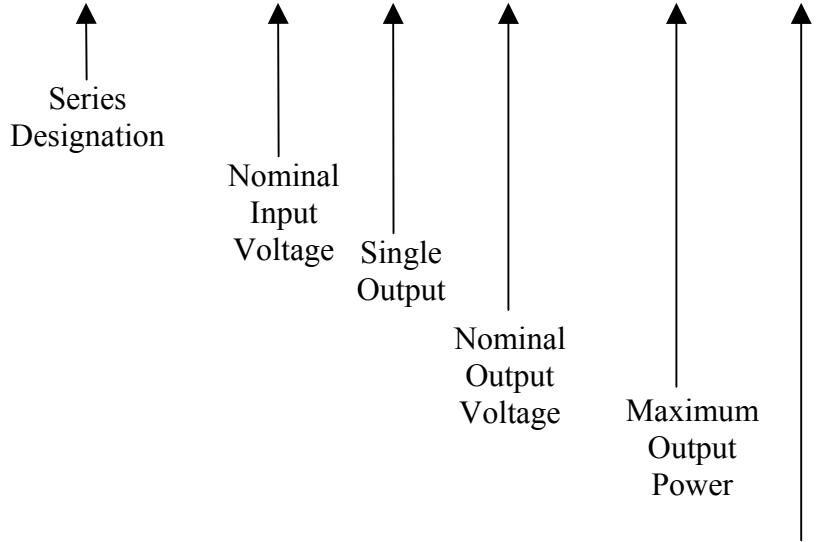 Series
Designation
Nominal
Input
Voltage
Single
Output
Nominal
Output
Voltage
Maximum
Output
Power